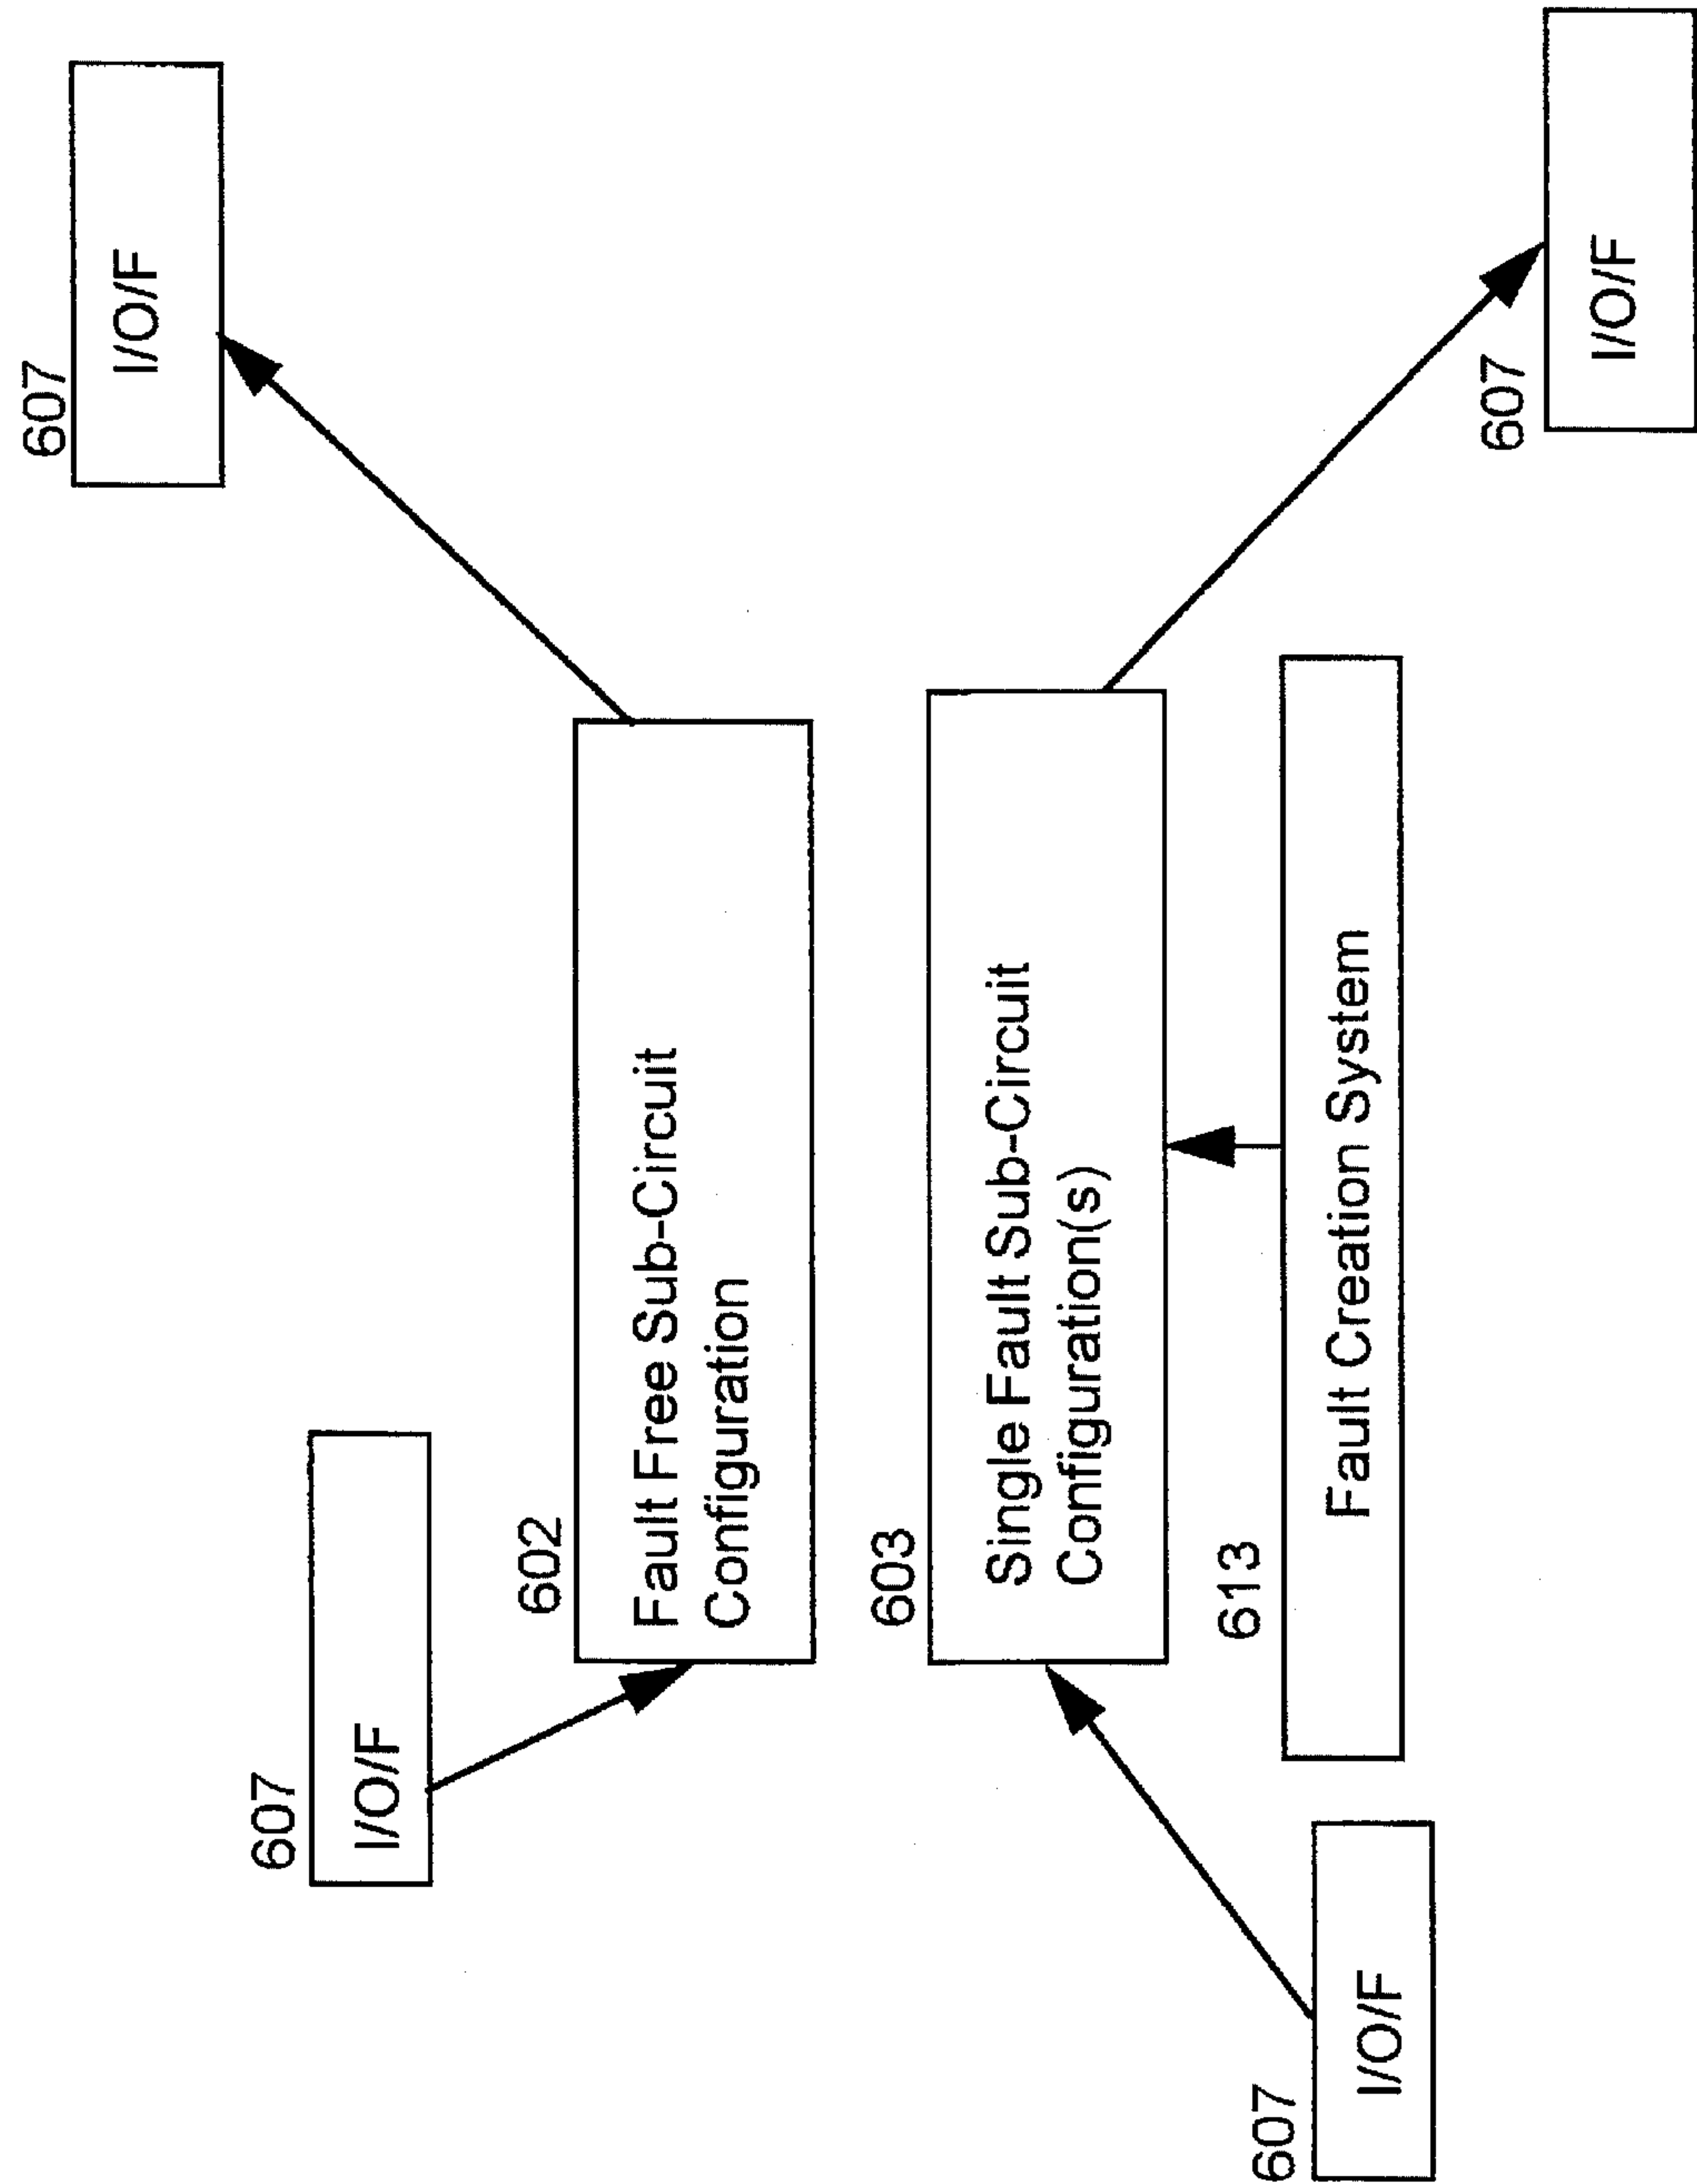 607
I/O/F
607
I/O/F
602
Fault Free Sub-Circuit
Configuration
603
Single Fault Sub-Circuit
Configuration(s)
613
Fault Creation System
607
I/O/F
607
I/O/F